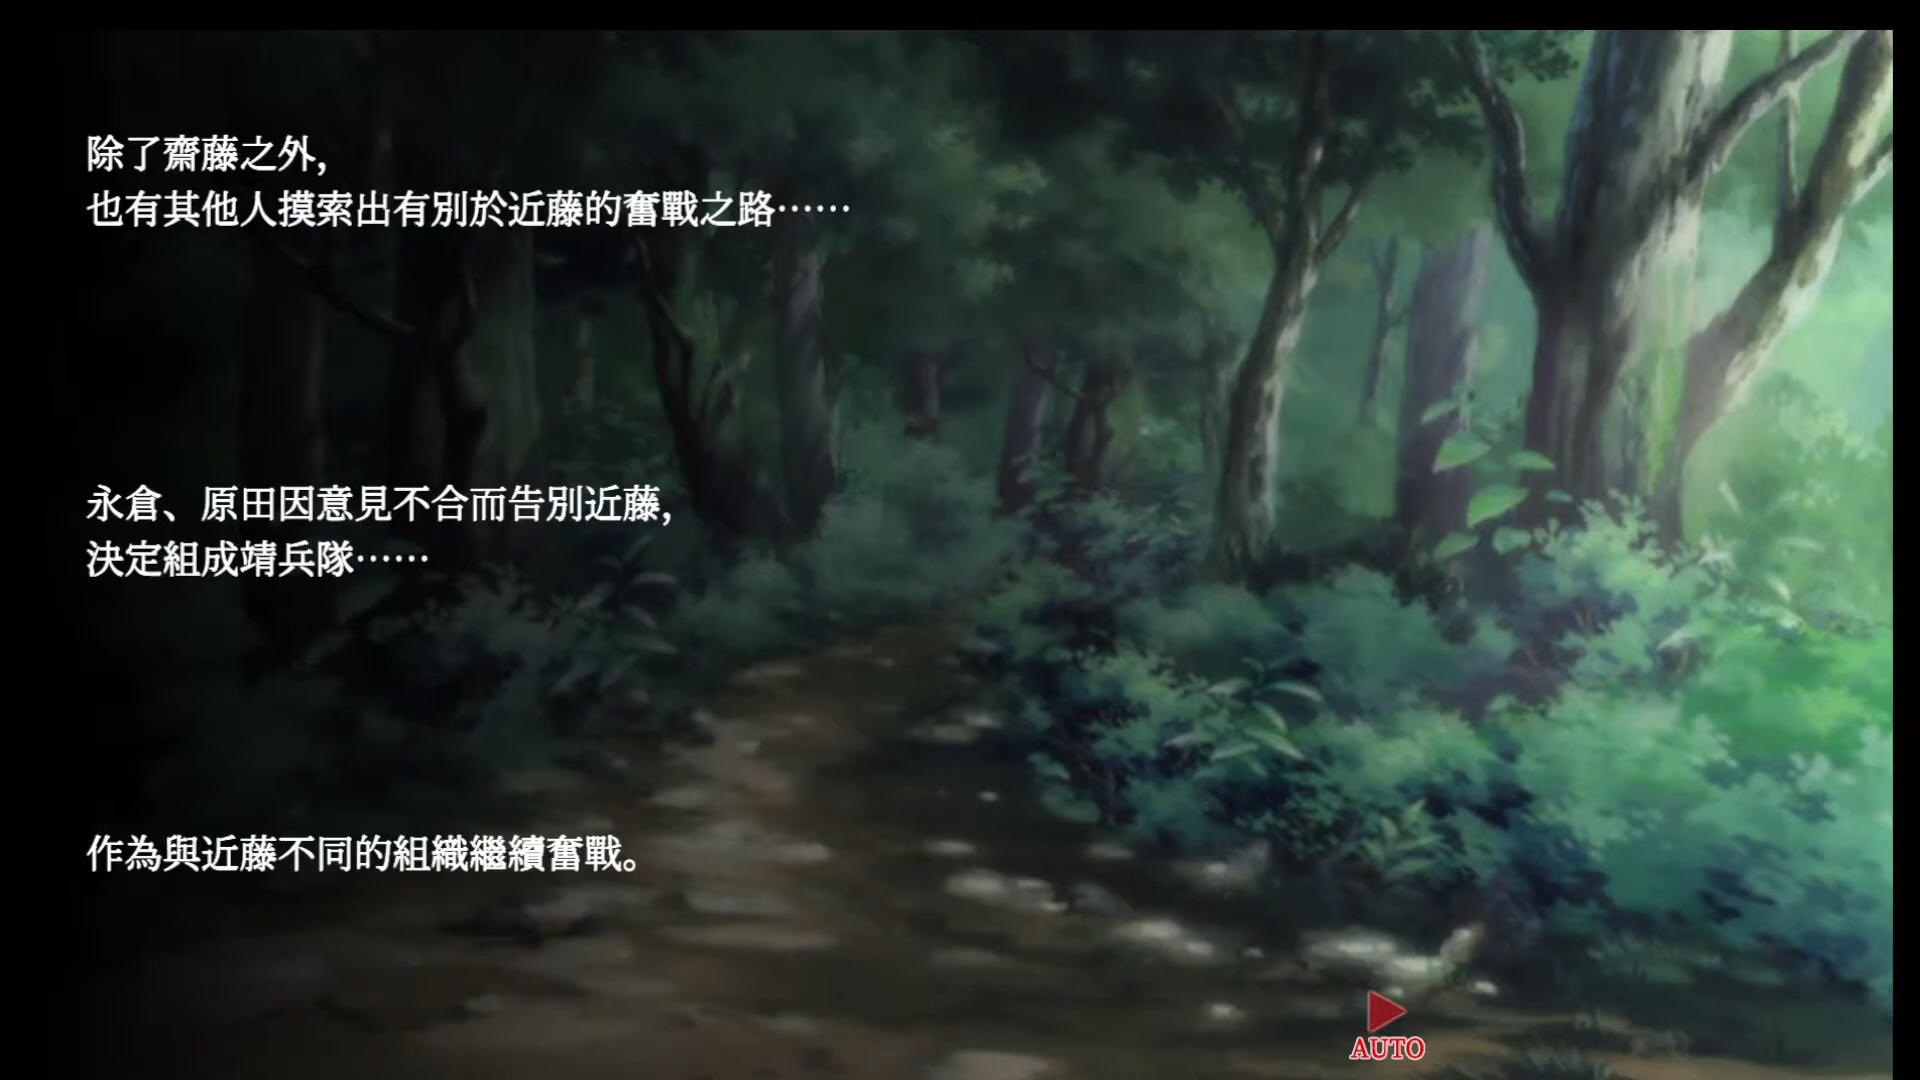 除了齋藤之外,
也有其他人摸索出有別於近藤的奮戰之路⋯⋯
永倉、原田因意見不合而告別近藤,
決定組成靖兵隊⋯⋯
作為與近藤不同的組織繼續奮戰。
AUTO